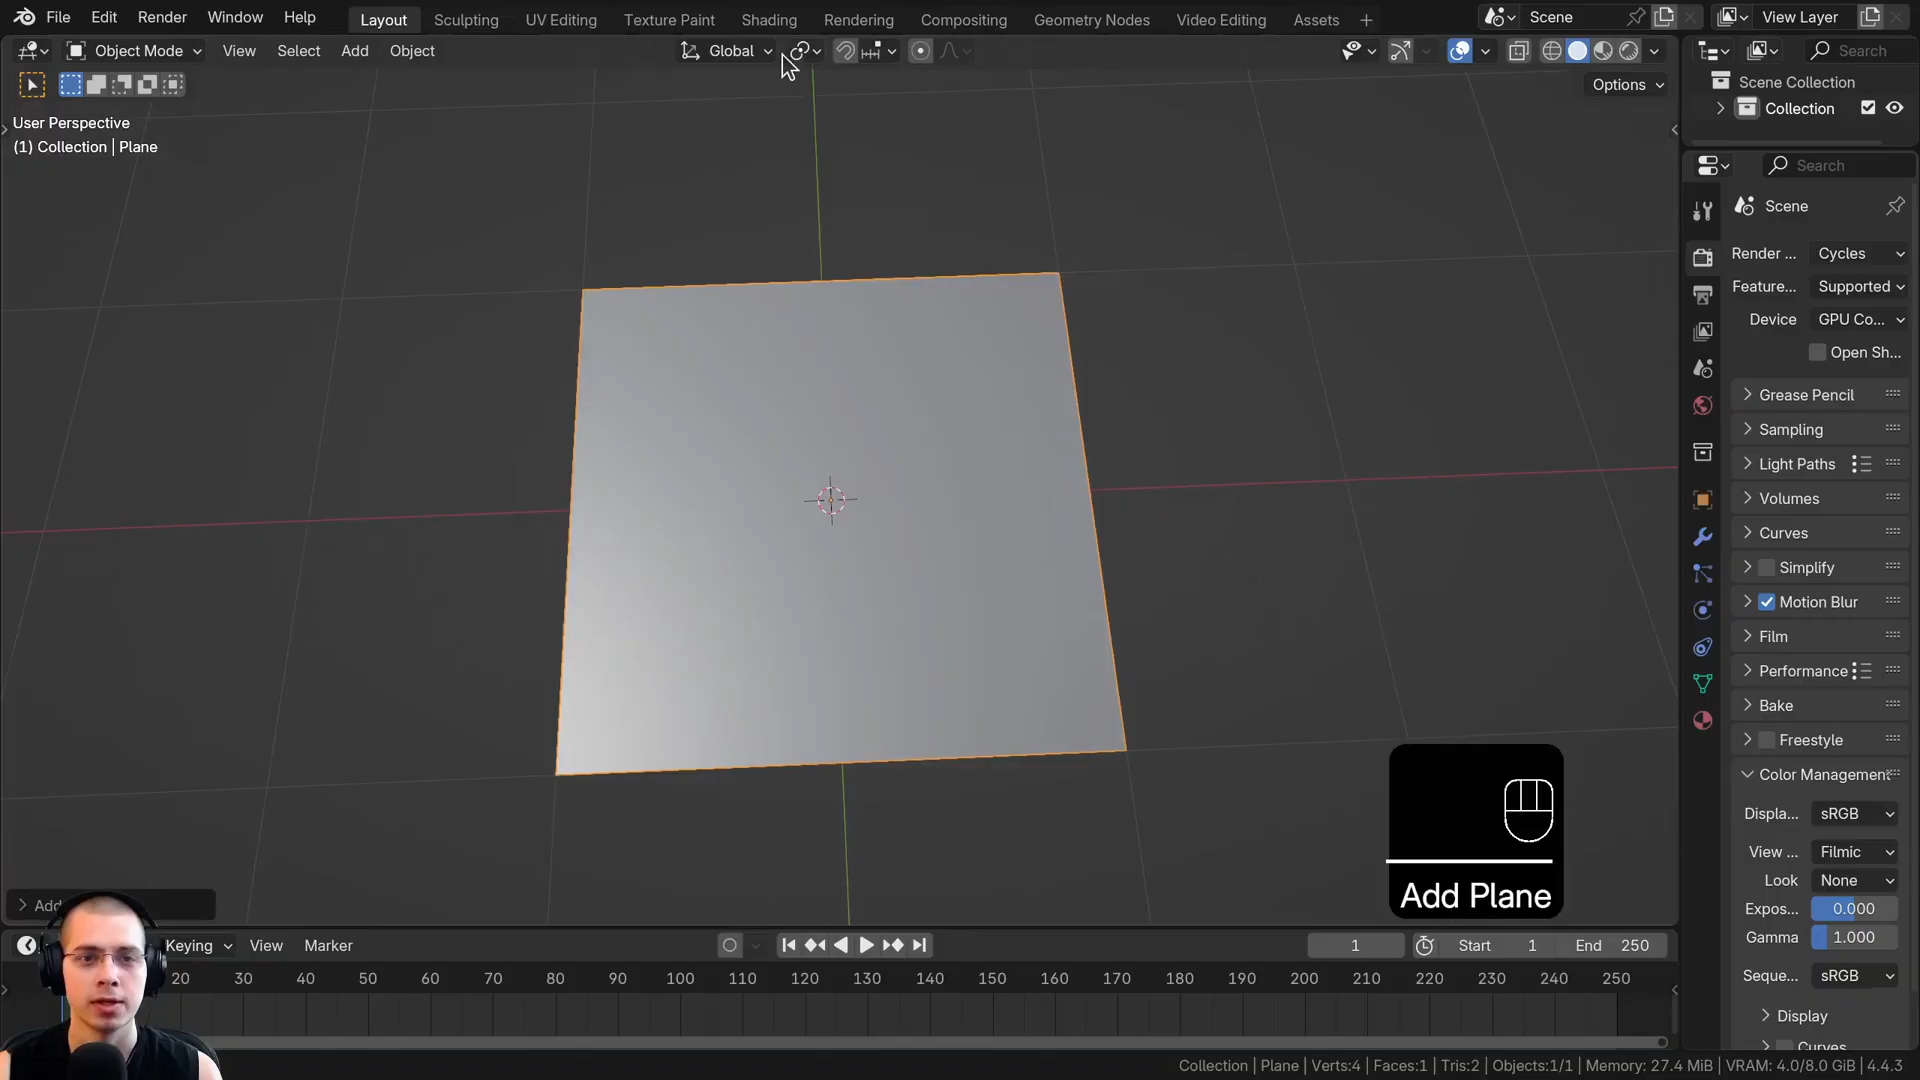 File Edit Render Window Help
Layout Sculpting UV Editing Texture Paint Shading Rendering Compositing Geometry Nodes Video Editing Assets
Scene
View Layer
Object Mode View Select Add Object
Global
Search
Options
Scene Collection
Collection
User Perspective
(1) Collection | Plane
Search
Scene
Render ... Cycles
Feature... Supported
Device GPU Co...
Open Sh...
Grease Pencil
Sampling
Light Paths
Volumes
Curves
Simplify
Motion Blur
Film
Performance
Bake
Freestyle
Color Management
Displa... sRGB
View ... Filmic
Look None
Expos... 0.000
Gamma 1.000
Seque... sRGB
Display
Curves
Add Plane
Add
Keying View Marker
1 Start 1 End 250
20 30 40 50 60 70 80 90 100 110 120 130 140 150 160 170 180 190 200 210 220 230 240 250
Collection | Plane | Verts:4 | Faces:1 | Tris:2 | Objects:1/1 | Memory: 27.4 MiB | VRAM: 4.0/8.0 GiB | 4.4.3